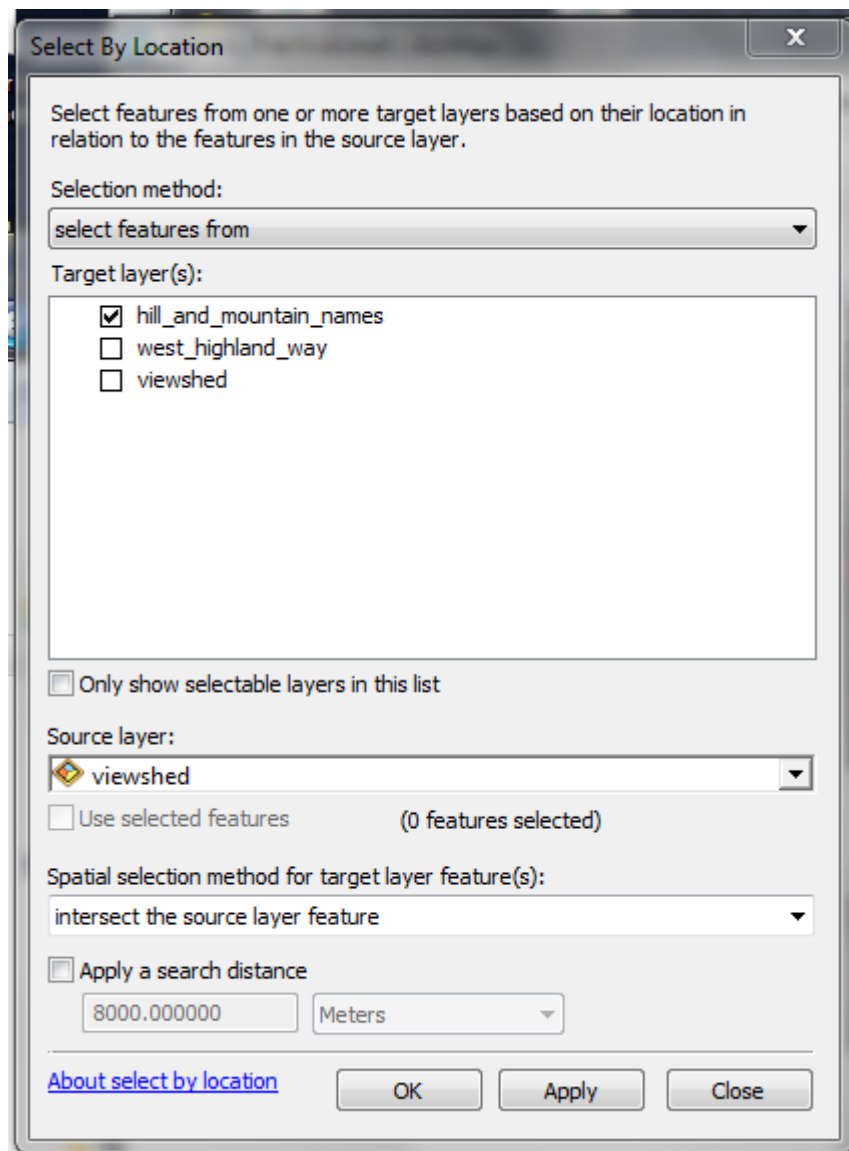 Select By Location
X
Select features from one or more target layers based on their location in
relation to the features in the source layer.
Selection method:
select features from
Target layer(s):
hill_and_mountain_names
west_highland_way
viewshed
Only show selectable layers in this list
Source layer:
viewshed
Use selected features (0 features selected)
Spatial selection method for target layer feature(s):
intersect the source layer feature
Apply a search distance
8000.000000 Meters
About select by location OK Apply Close